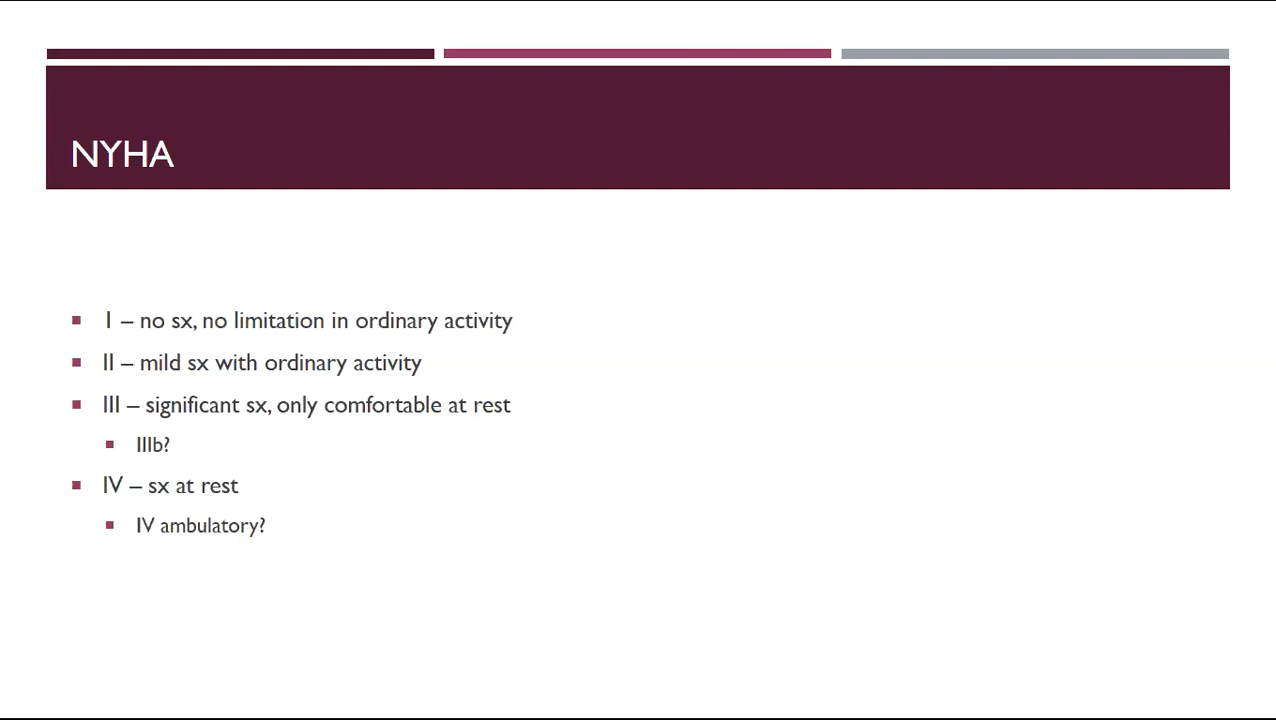 NYHA
I – no sx, no limitation in ordinary activity
II – mild sx with ordinary activity
III – significant sx, only comfortable at rest
IIIb?
IV – sx at rest
IV ambulatory?